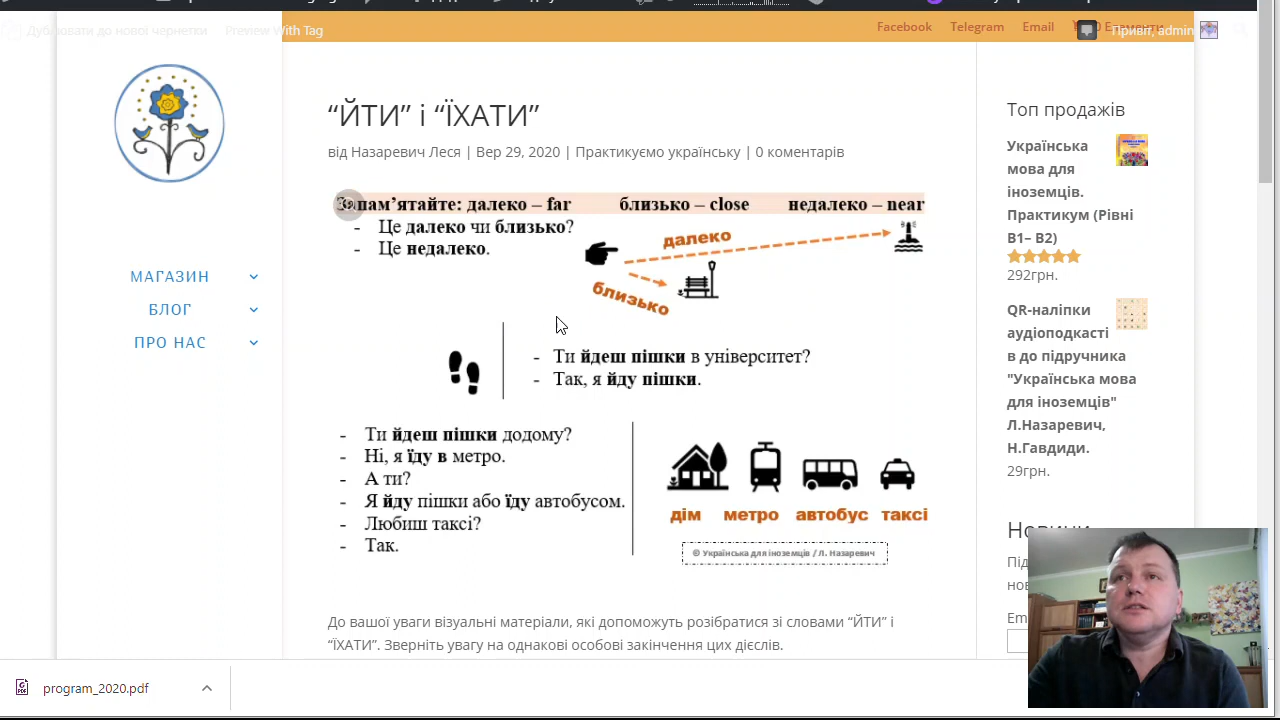 Дублювати до нової чернетки
Preview With Tag
Facebook
Telegram
Email
0 Елементи
Привіт, admin
“ЙТИ” і “ЇХАТИ”
| Вер 29, 2020 | Практикуємо українську | 0 коментарів
Запам’ятайте: далеко – far близько – close недалеко – near
- Це далеко чи близько?
- Це недалеко.
далеко
близько
- Ти йдеш пішки в університет?
- Так, я йду пішки.
- Ти йдеш пішки додому?
- Ні, я їду в метро.
- А ти?
- Я йду пішки або їду автобусом.
- Любиш таксі?
- Так.
дім метро автобус таксі
© Українська для іноземців / Л. Назаревич
До вашої уваги візуальні матеріали, які допоможуть розібратися зі словами “ЙТИ” і
“ЇХАТИ”. Зверніть увагу на однакові особові закінчення цих дієслів.
МАГАЗИН
БЛОГ
ПРО НАС
Топ продажів
Українська
мова для
іноземців.
Практикум (Рівні
В1– В2)
292грн.
QR-наліпки
аудіоподкасті
в до підручника
"Українська мова
для іноземців"
Л.Назаревич,
Н.Гавдиди.
29грн.
Новини
program_2020.pdf